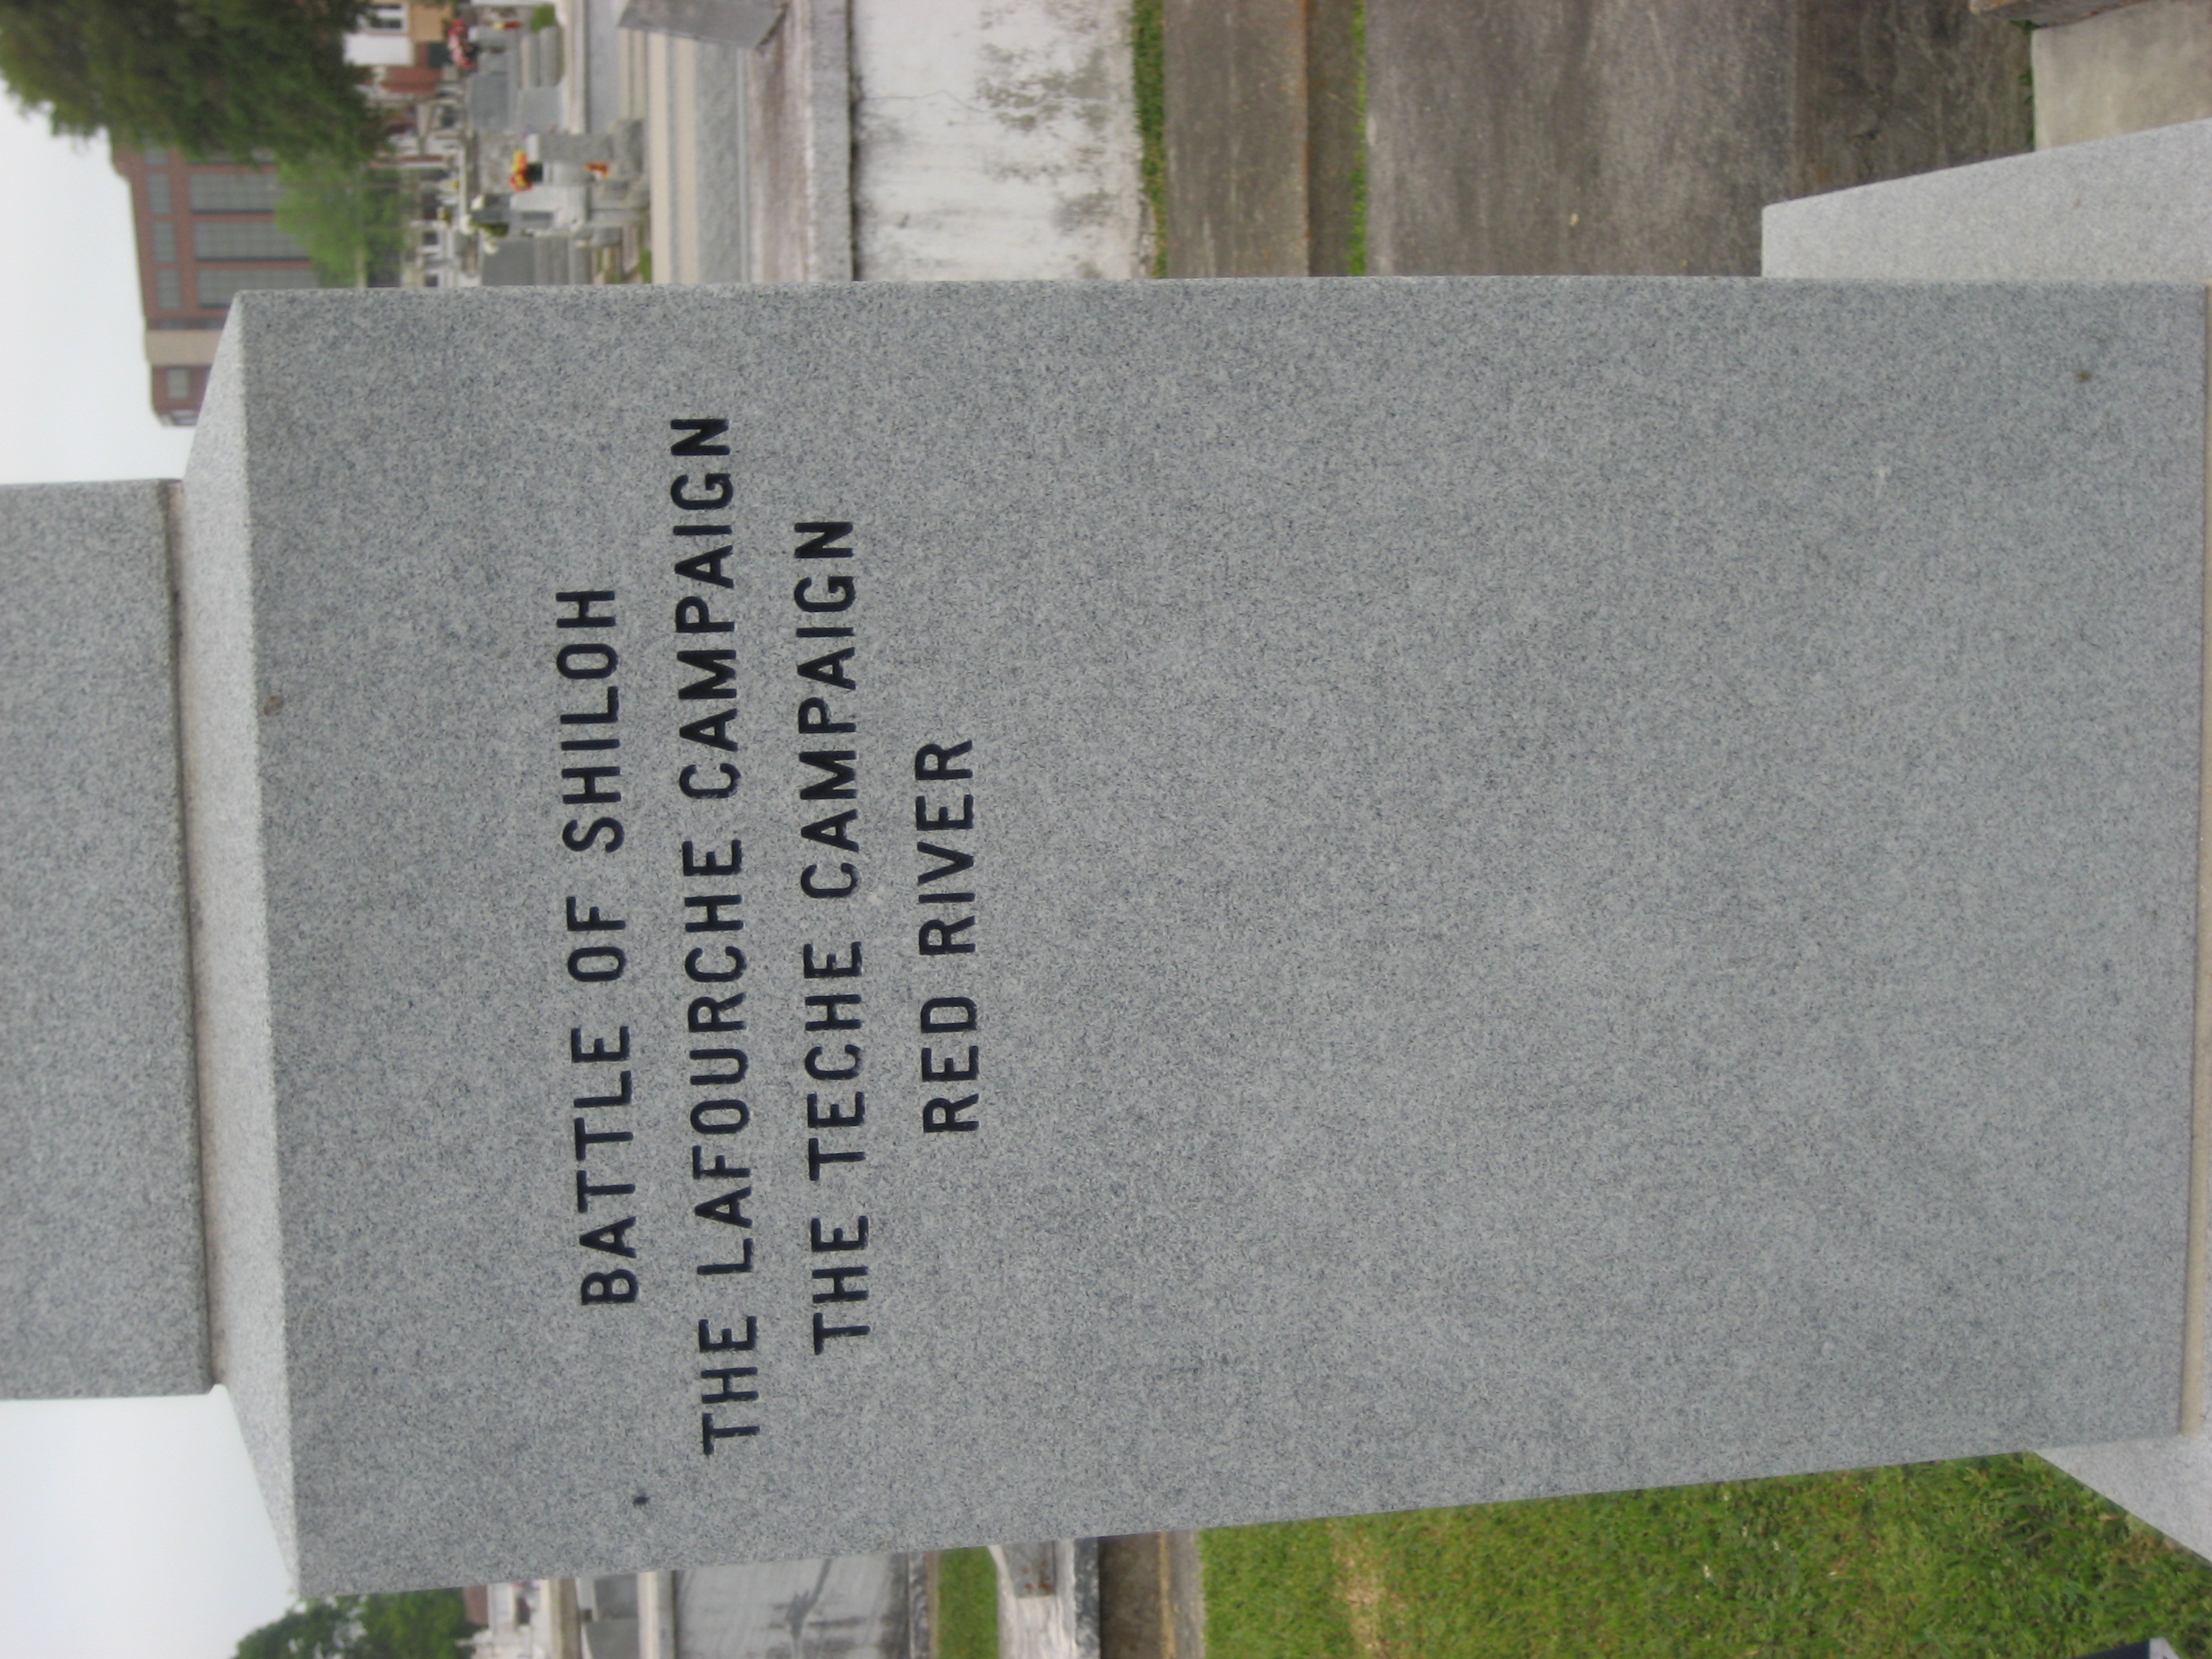 BATTLE OF SHILOH
THE LAFOURCHE CAMPAIGN
THE TECHE CAMPAIGN
RED RIVER